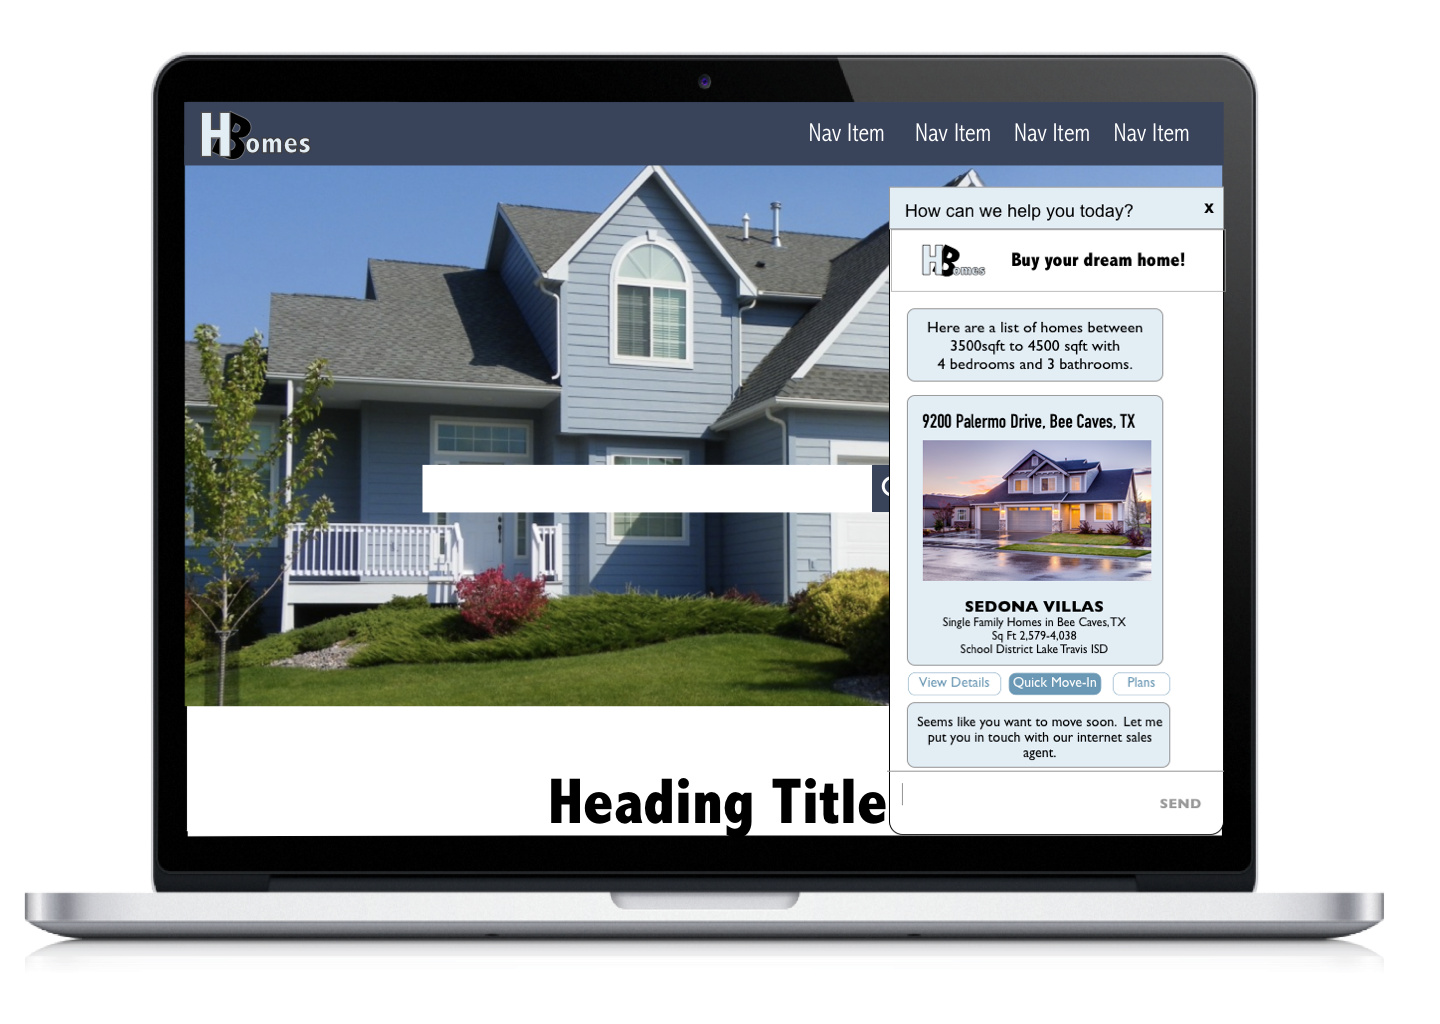 HBomes
Nav Item Nav Item Nav Item Nav Item
How can we help you today? x
HBomes Buy your dream home!
Here are a list of homes between
3500sqft to 4500 sqft with
4 bedrooms and 3 bathrooms.
9200 Palermo Drive, Bee Caves, TX
SEDONA VILLAS
Single Family Homes in Bee Caves, TX
Sq Ft 2,579-4,038
School District Lake Travis ISD
View Details Quick Move-In Plans
Seems like you want to move soon. Let me
put you in touch with our internet sales
agent.
SEND
Heading Title